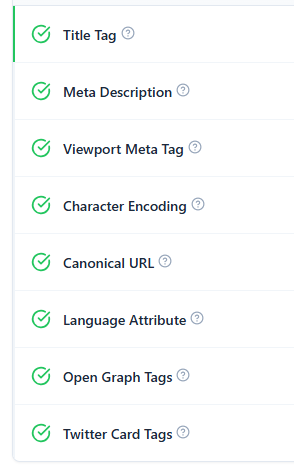 Title Tag
Meta Description
Viewport Meta Tag
Character Encoding
Canonical URL
Language Attribute
Open Graph Tags
Twitter Card Tags